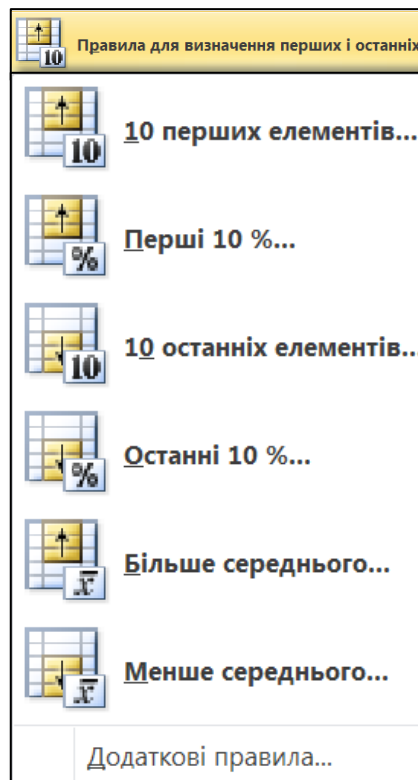 Правила для визначення перших і останніх
10 перших елементів...
Перші 10 %...
10 останніх елементів...
Останні 10 %...
Більше середнього...
Менше середнього...
Додаткові правила...